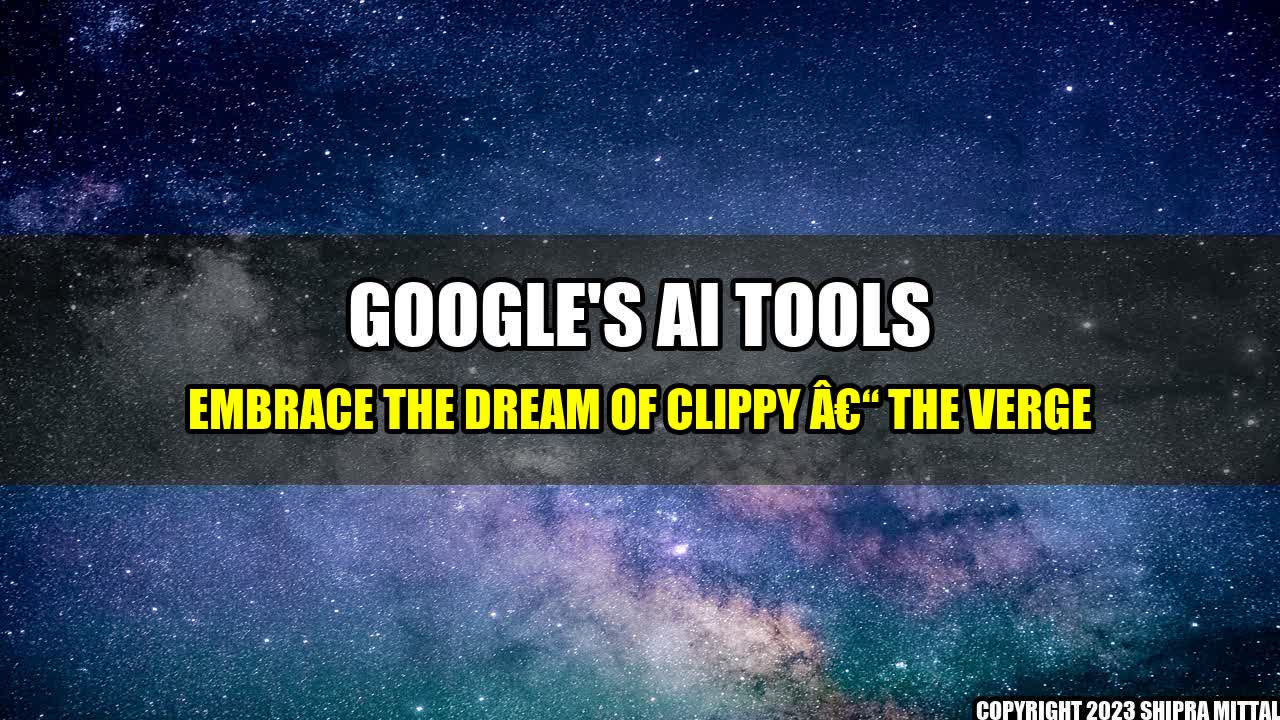 GOOGLE'S AI TOOLS
EMBRACE THE DREAM OF CLIPPY Â€“ THE VERGE
COPYRIGHT 2023 SHIPRA MITTAL